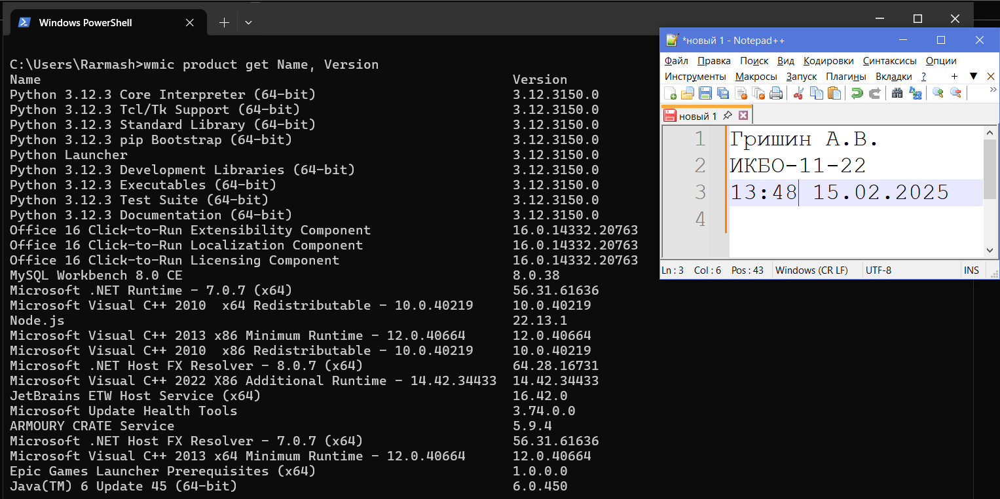 Windows PowerShell
C:\Users\Rarmash>wmic product get Name, Version
Name Version
Python 3.12.3 Core Interpreter (64-bit) 3.12.3150.0
Python 3.12.3 Tcl/Tk Support (64-bit) 3.12.3150.0
Python 3.12.3 Standard Library (64-bit) 3.12.3150.0
Python 3.12.3 pip Bootstrap (64-bit) 3.12.3150.0
Python Launcher 3.12.3150.0
Python 3.12.3 Development Libraries (64-bit) 3.12.3150.0
Python 3.12.3 Executables (64-bit) 3.12.3150.0
Python 3.12.3 Test Suite (64-bit) 3.12.3150.0
Python 3.12.3 Documentation (64-bit) 3.12.3150.0
Office 16 Click-to-Run Extensibility Component 16.0.14332.20763
Office 16 Click-to-Run Localization Component 16.0.14332.20763
Office 16 Click-to-Run Licensing Component 16.0.14332.20763
MySQL Workbench 8.0 CE 8.0.38
Microsoft .NET Runtime - 7.0.7 (x64) 56.31.61636
Microsoft Visual C++ 2010  x64 Redistributable - 10.0.40219 10.0.40219
Node.js 22.13.1
Microsoft Visual C++ 2013 x86 Minimum Runtime - 12.0.40664 12.0.40664
Microsoft Visual C++ 2010  x86 Redistributable - 10.0.40219 10.0.40219
Microsoft .NET Host FX Resolver - 8.0.7 (x64) 64.28.16731
Microsoft Visual C++ 2022 X86 Additional Runtime - 14.42.34433 14.42.34433
JetBrains ETW Host Service (x64) 16.42.0
Microsoft Update Health Tools 3.74.0.0
ARMOURY CRATE Service 5.9.4
Microsoft .NET Host FX Resolver - 7.0.7 (x64) 56.31.61636
Microsoft Visual C++ 2013 x64 Minimum Runtime - 12.0.40664 12.0.40664
Epic Games Launcher Prerequisites (x64) 1.0.0.0
Java(TM) 6 Update 45 (64-bit) 6.0.450
*новый 1 - Notepad++
Файл Правка Поиск Вид Кодировки Синтаксисы Опции
Инструменты Макросы Запуск Плагины Вкладки ?
новый 1
1 Гришин А.В.
2 ИКБО-11-22
3 13:48 15.02.2025
4
Ln : 3 Col : 6 Pos : 43 Windows (CR LF) UTF-8 INS